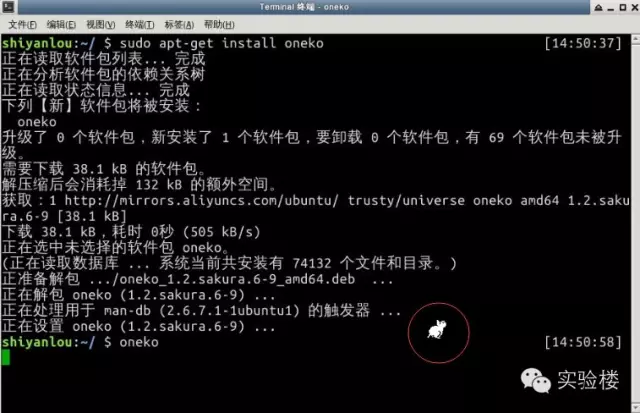 Terminal 终端 - oneko
文件(F) 编辑(E) 视图(V) 终端(T) 标签(A) 帮助(H)
shiyanlou:~/ $ sudo apt-get install oneko [14:50:37]
正在读取软件包列表... 完成
正在分析软件包的依赖关系树
正在读取状态信息... 完成
下列【新】软件包将被安装：
oneko
升级了 0 个软件包，新安装了 1 个软件包，要卸载 0 个软件包，有 69 个软件包未被升
级。
需要下载 38.1 kB 的软件包。
解压缩后会消耗掉 132 kB 的额外空间。
获取：1 http://mirrors.aliyuncs.com/ubuntu/ trusty/universe oneko amd64 1.2.saku
ra.6-9 [38.1 kB]
下载 38.1 kB，耗时 0秒 (505 kB/s)
正在选中未选择的软件包 oneko。
(正在读取数据库 ... 系统当前共安装有 74132 个文件和目录。)
正准备解包 .../oneko_1.2.sakura.6-9_amd64.deb ...
正在解包 oneko (1.2.sakura.6-9) ...
正在处理用于 man-db (2.6.7.1-1ubuntu1) 的触发器 ...
正在设置 oneko (1.2.sakura.6-9) ...
shiyanlou:~/ $ oneko [14:50:58]
实验楼